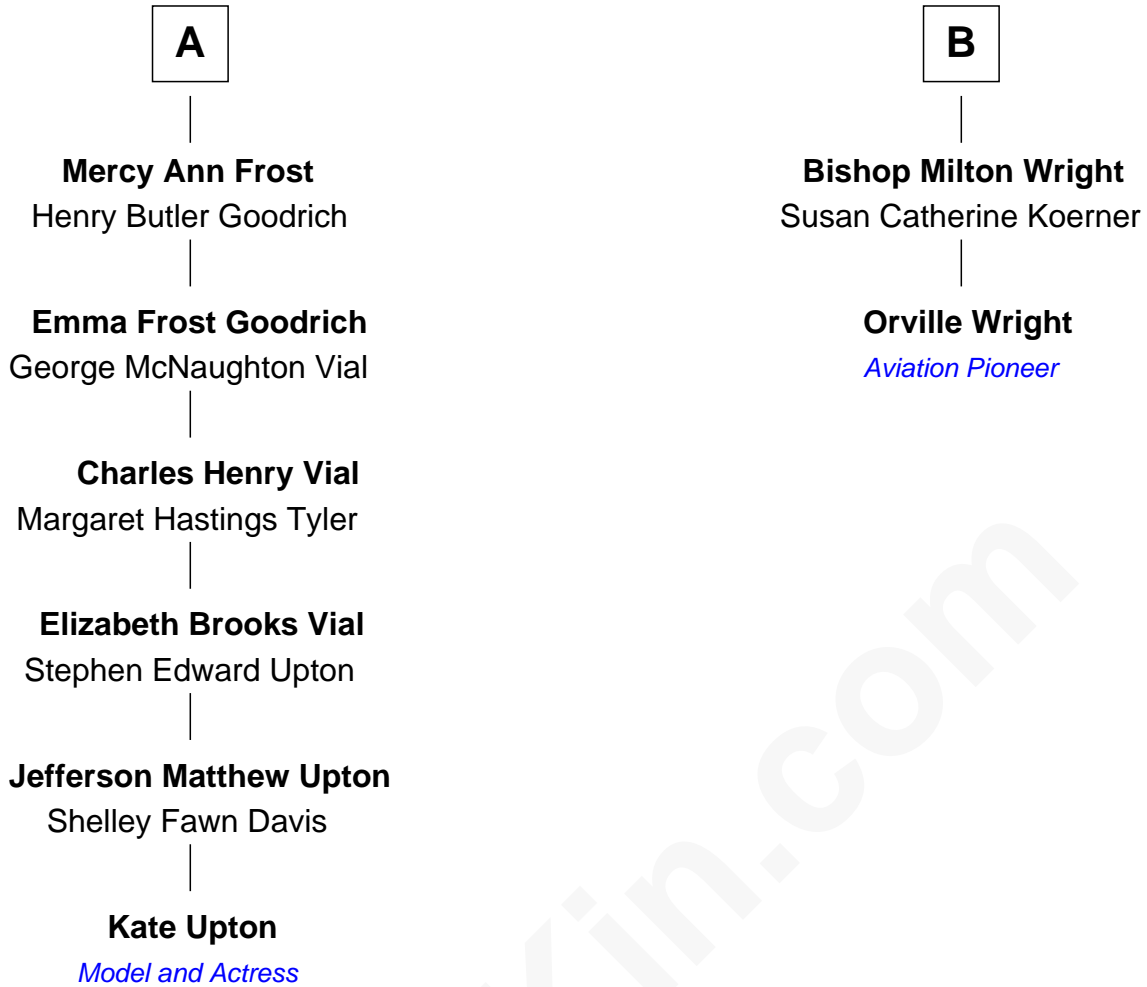 A
Mercy Ann Frost
Henry Butler Goodrich
Emma Frost Goodrich
George McNaughton Vial
Charles Henry Vial
Margaret Hastings Tyler
Elizabeth Brooks Vial
Stephen Edward Upton
Jefferson Matthew Upton
Shelley Fawn Davis
Kate Upton
Model and Actress
B
Bishop Milton Wright
Susan Catherine Koerner
Orville Wright
Aviation Pioneer
Kin.com